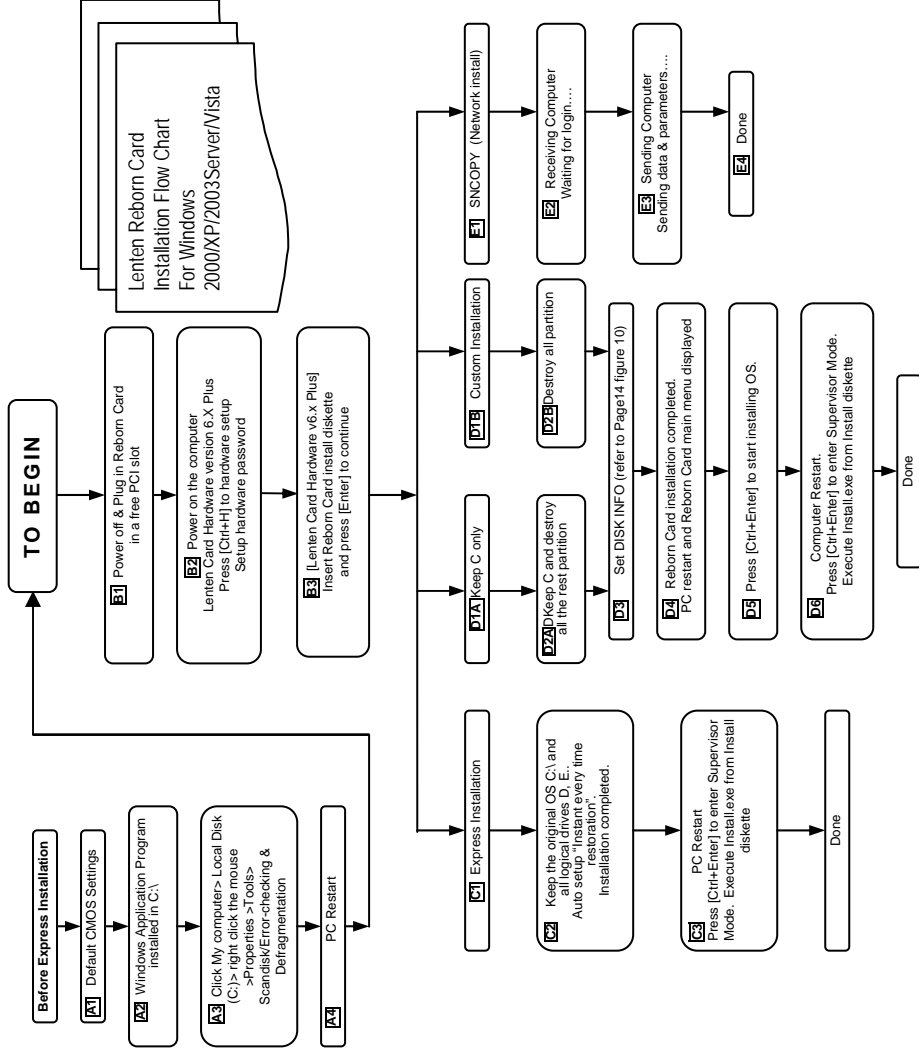 Lenten Reborn Card
Installation Flow Chart
For Windows
2000/XP/2003Server/Vista
Before Express Installation
A1 Default CMOS Settings
A2 Windows Application Program
installed in C:\
A3 Click My computer> Local Disk
(C:)> right click the mouse
>Properties >Tools>
Scandisk/Error-checking &
Defragmentation
A4 PC Restart
TO BEGIN
B1 Power off & Plug in Reborn Card
in a free PCI slot
B2 Power on the computer
Lenten Card Hardware version 6.X Plus
Press [Ctrl+H] to hardware setup
Setup hardware password
B3 [Lenten Card Hardware v6.x Plus]
Insert Reborn Card install diskette
and press [Enter] to continue
C1 Express Installation
C2 Keep the original OS C:\ and
all logical drives D, E..
Auto setup “Instant every time
restoration”.
Installation completed.
C3 PC Restart
Press [Ctrl+Enter] to enter Supervisor
Mode. Execute Install.exe from Install
diskette
Done
D1A Keep C only
D2A DKeep C and destroy
all the rest partition
D1B Custom Installation
D2B Destroy all partition
D3 Set DISK INFO (refer to Page14 figure 10)
D4 Reborn Card installation completed.
PC restart and Reborn Card main menu displayed
D5 Press [Ctrl+Enter] to start installing OS.
D6 Computer Restart.
Press [Ctrl+Enter] to enter Supervisor Mode.
Execute Install.exe from Install diskette
Done
E1 SNCOPY (Network install)
E2 Receiving Computer
Waiting for login....
E3 Sending Computer
Sending data & parameters....
E4 Done